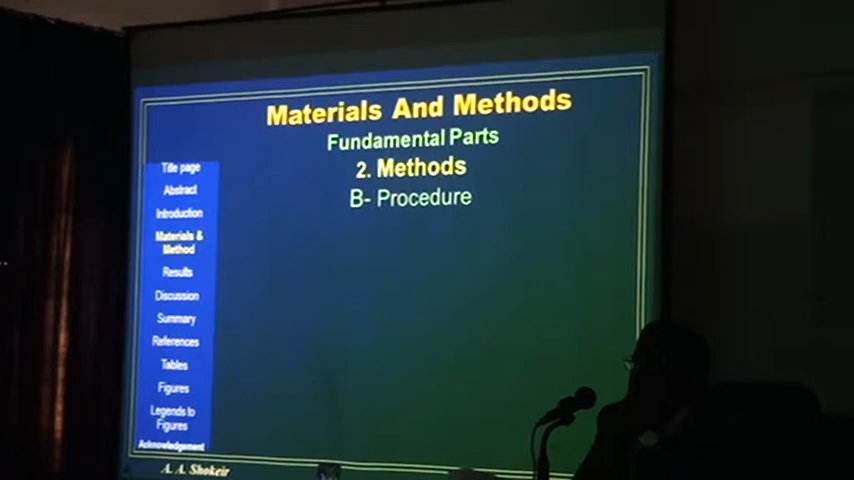 Materials And Methods
Fundamental Parts
2. Methods
B- Procedure
Title page
Abstract
Introduction
Materials &
Method
Results
Discussion
Summary
References
Tables
Figures
Legends to
Figures
Acknowledgement
A. A. Shokeir